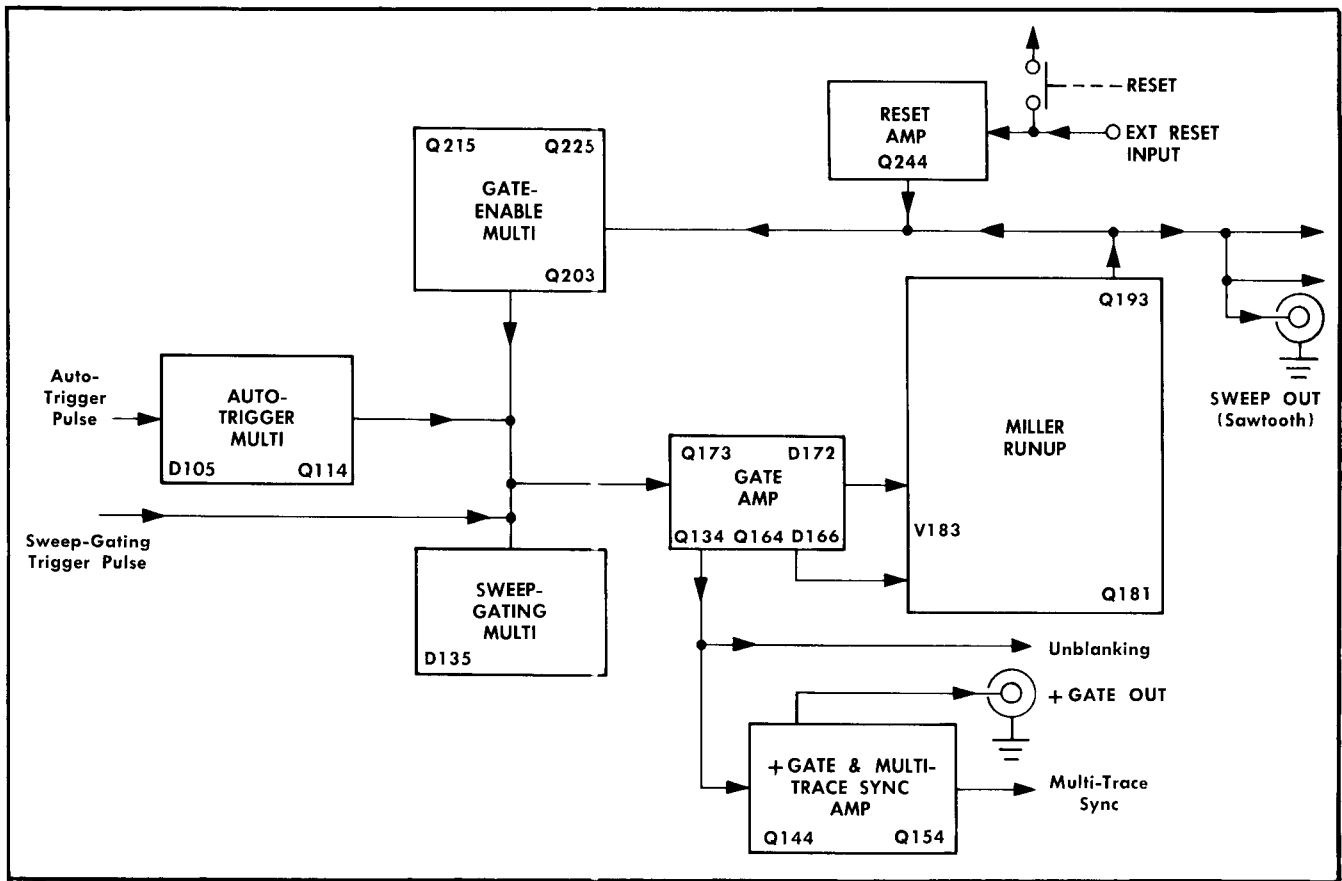 RESET
RESET
AMP
Q244
EXT RESET
INPUT
Q215 Q225
GATE-
ENABLE
MULTI
Q203
Q193
Auto-
Trigger
Pulse
AUTO-
TRIGGER
MULTI
D105 Q114
SWEEP OUT
(Sawtooth)
MILLER
RUNUP
Q173 D172
GATE
AMP
Q134 Q164 D166
V183
Q181
Sweep-Gating
Trigger Pulse
SWEEP-
GATING
MULTI
D135
Unblanking
+ GATE OUT
+ GATE & MULTI-
TRACE SYNC
AMP
Q144 Q154
Multi-Trace
Sync